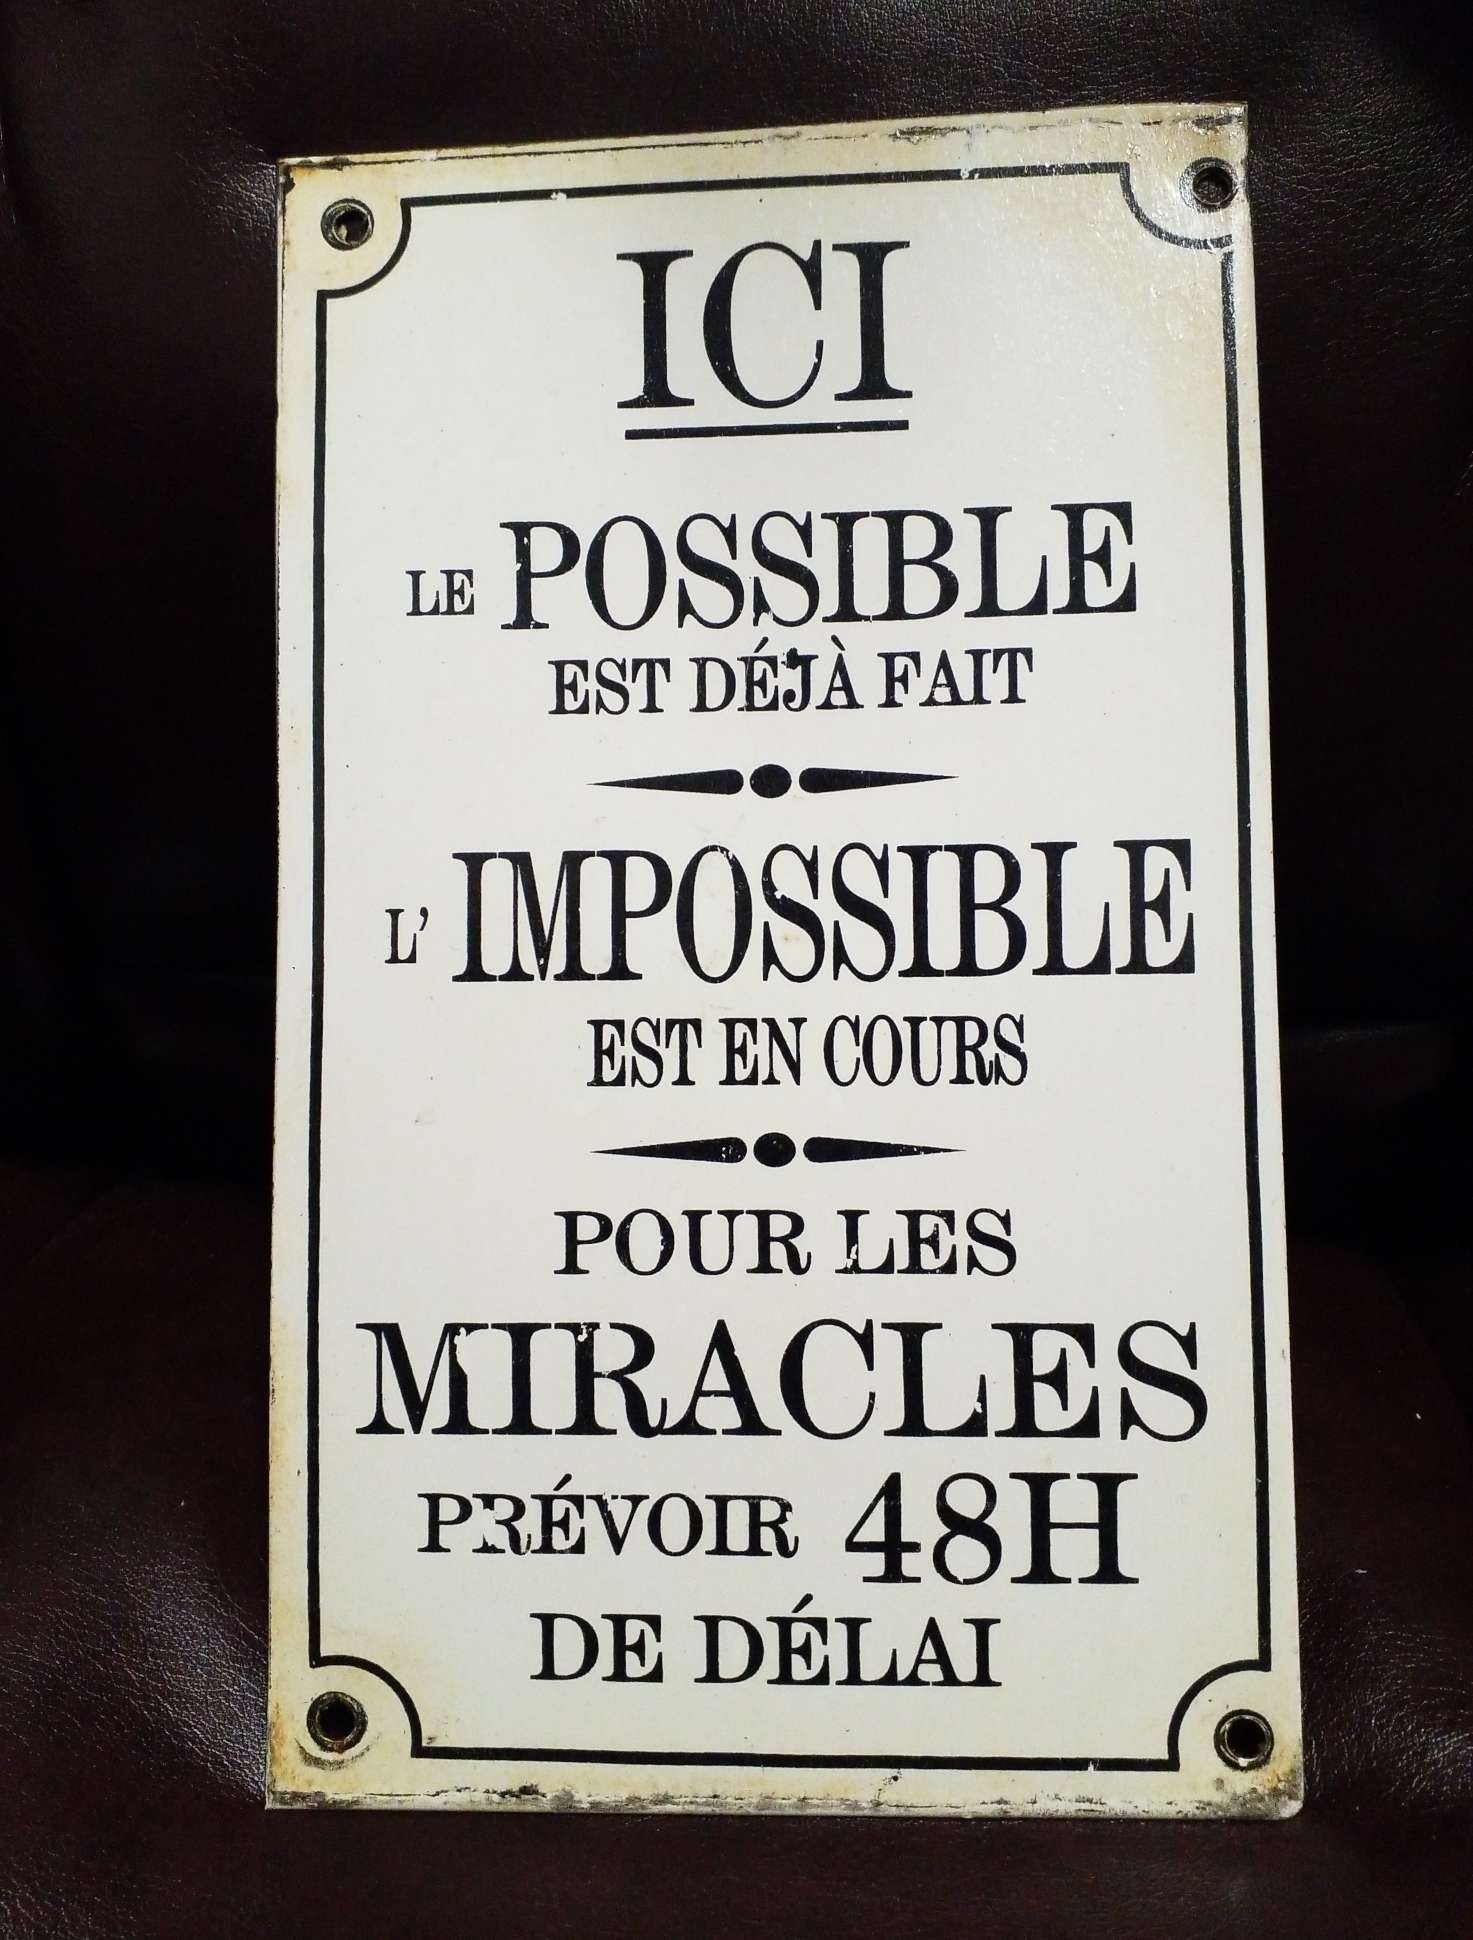 ICI
LE POSSIBLE
EST DÉJÀ FAIT
L' IMPOSSIBLE
EST EN COURS
POUR LES
MIRACLES
PRÉVOIR 48H
DE DÉLAI